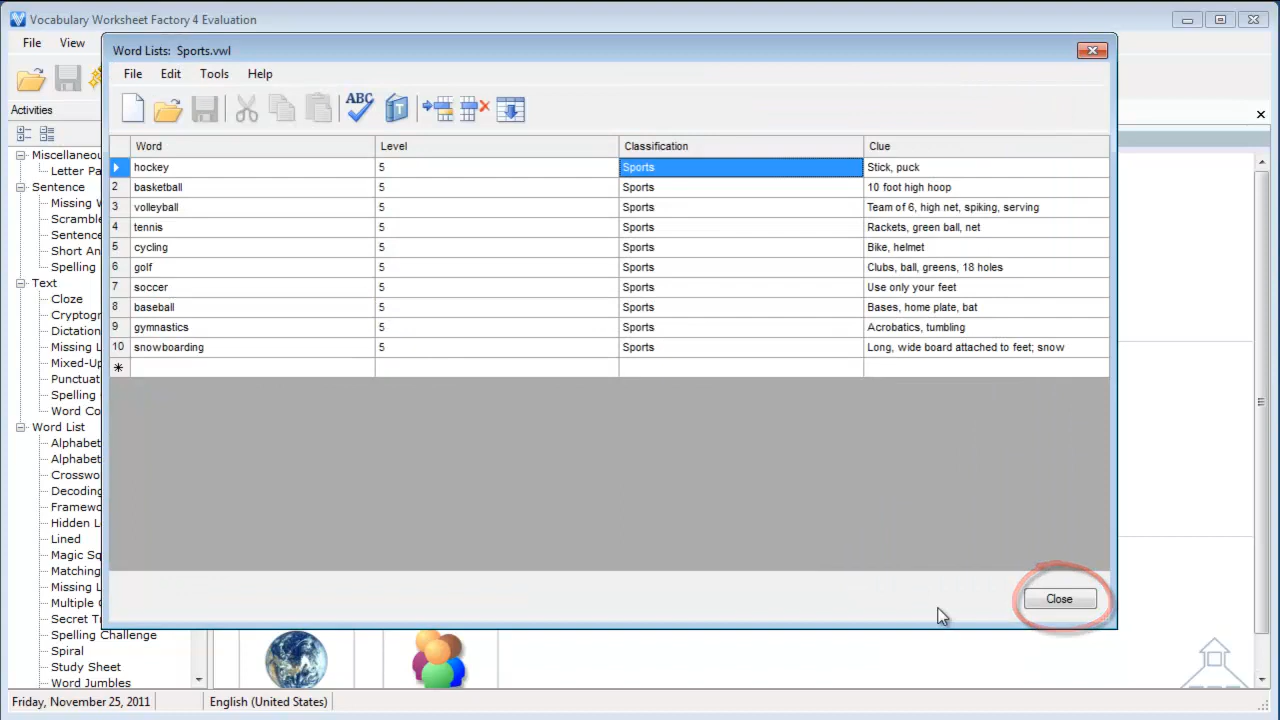 Vocabulary Worksheet Factory 4 Evaluation
File View
Activities
Miscellaneou
Letter Pa
Sentence
Missing W
Scramble
Sentence
Short An
Spelling
Text
Cloze
Cryptogr
Dictation
Missing L
Mixed-Up
Punctuat
Spelling
Word Co
Word List
Alphabet
Alphabet
Crosswo
Decoding
Framewo
Hidden L
Lined
Magic Sq
Matching
Missing L
Multiple
Secret T
Spelling Challenge
Spiral
Study Sheet
Word Jumbles
Word Lists: Sports.vwl
File Edit Tools Help
ABC
T
Word Level Classification Clue
hockey 5 Sports Stick, puck
2 basketball 5 Sports 10 foot high hoop
3 volleyball 5 Sports Team of 6, high net, spiking, serving
4 tennis 5 Sports Rackets, green ball, net
5 cycling 5 Sports Bike, helmet
6 golf 5 Sports Clubs, ball, greens, 18 holes
7 soccer 5 Sports Use only your feet
8 baseball 5 Sports Bases, home plate, bat
9 gymnastics 5 Sports Acrobatics, tumbling
10 snowboarding 5 Sports Long, wide board attached to feet; snow
Close
Friday, November 25, 2011 English (United States)